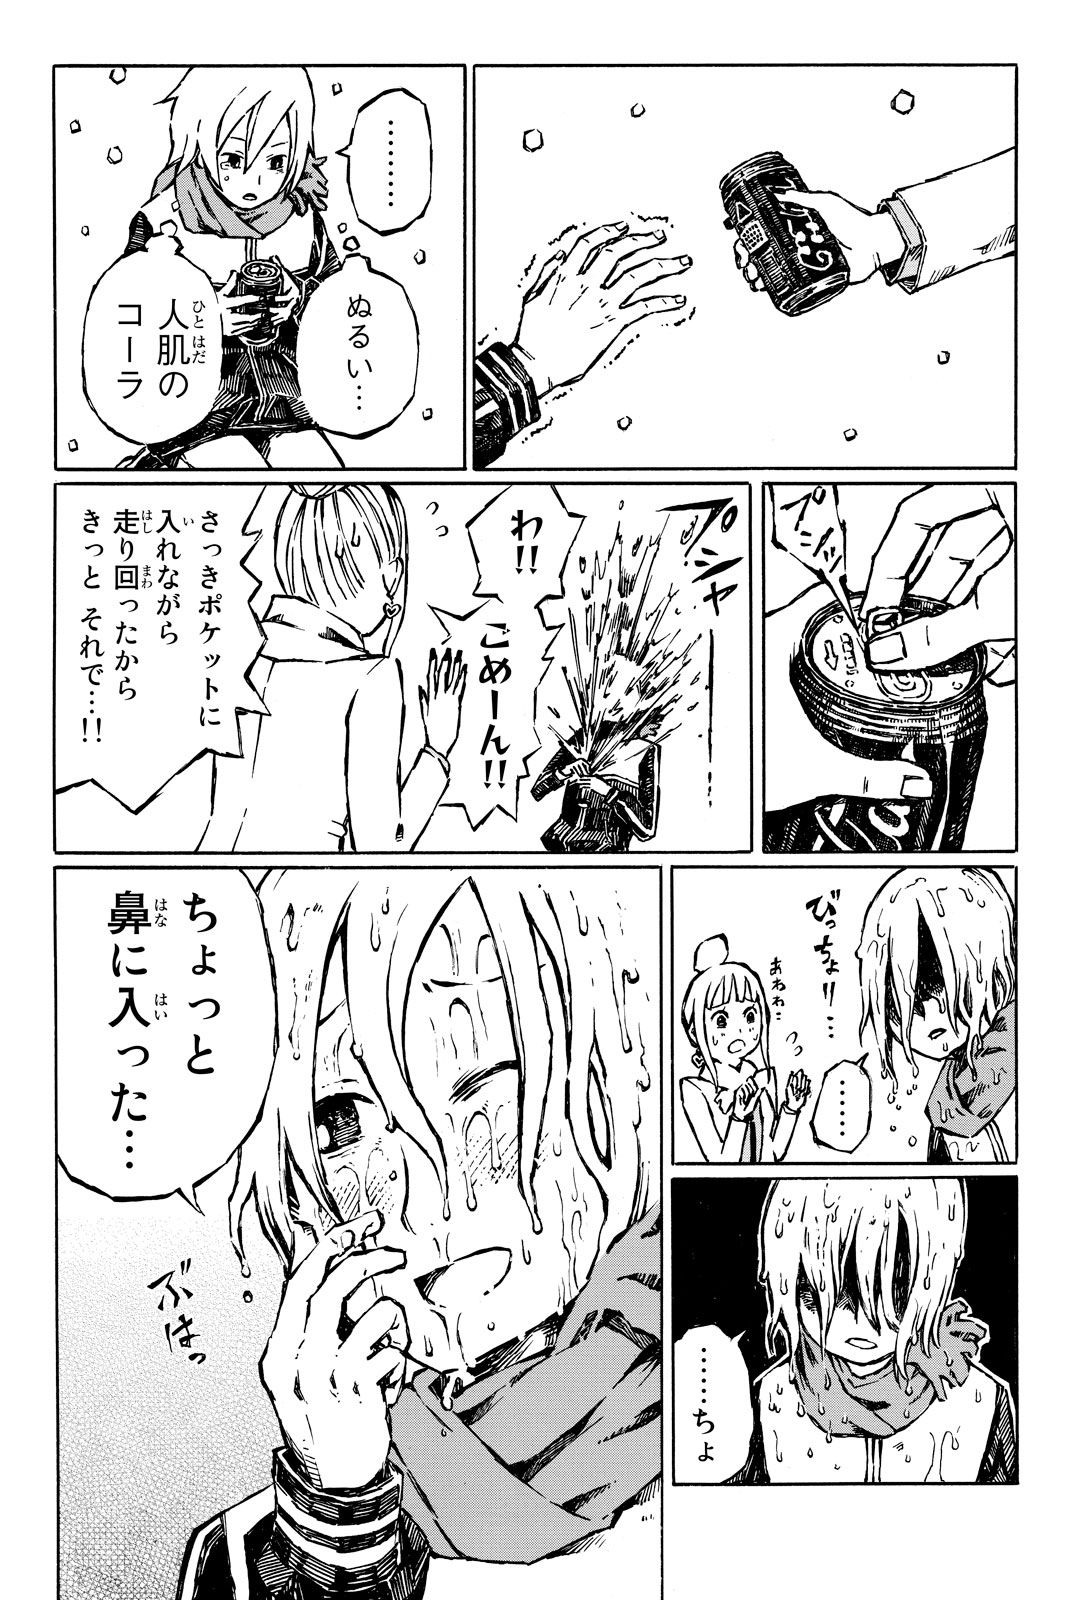 ………
ぬるい…
人肌の
コーラ
プシッ
プシャ
わ!!
ごめーん!!
さっきポケットに
入れながら
走り回ったから
きっと それで…!!
びっちょり…
………
あわわ…
………ちょ
ちょっと
鼻に入った…
ぶはっ